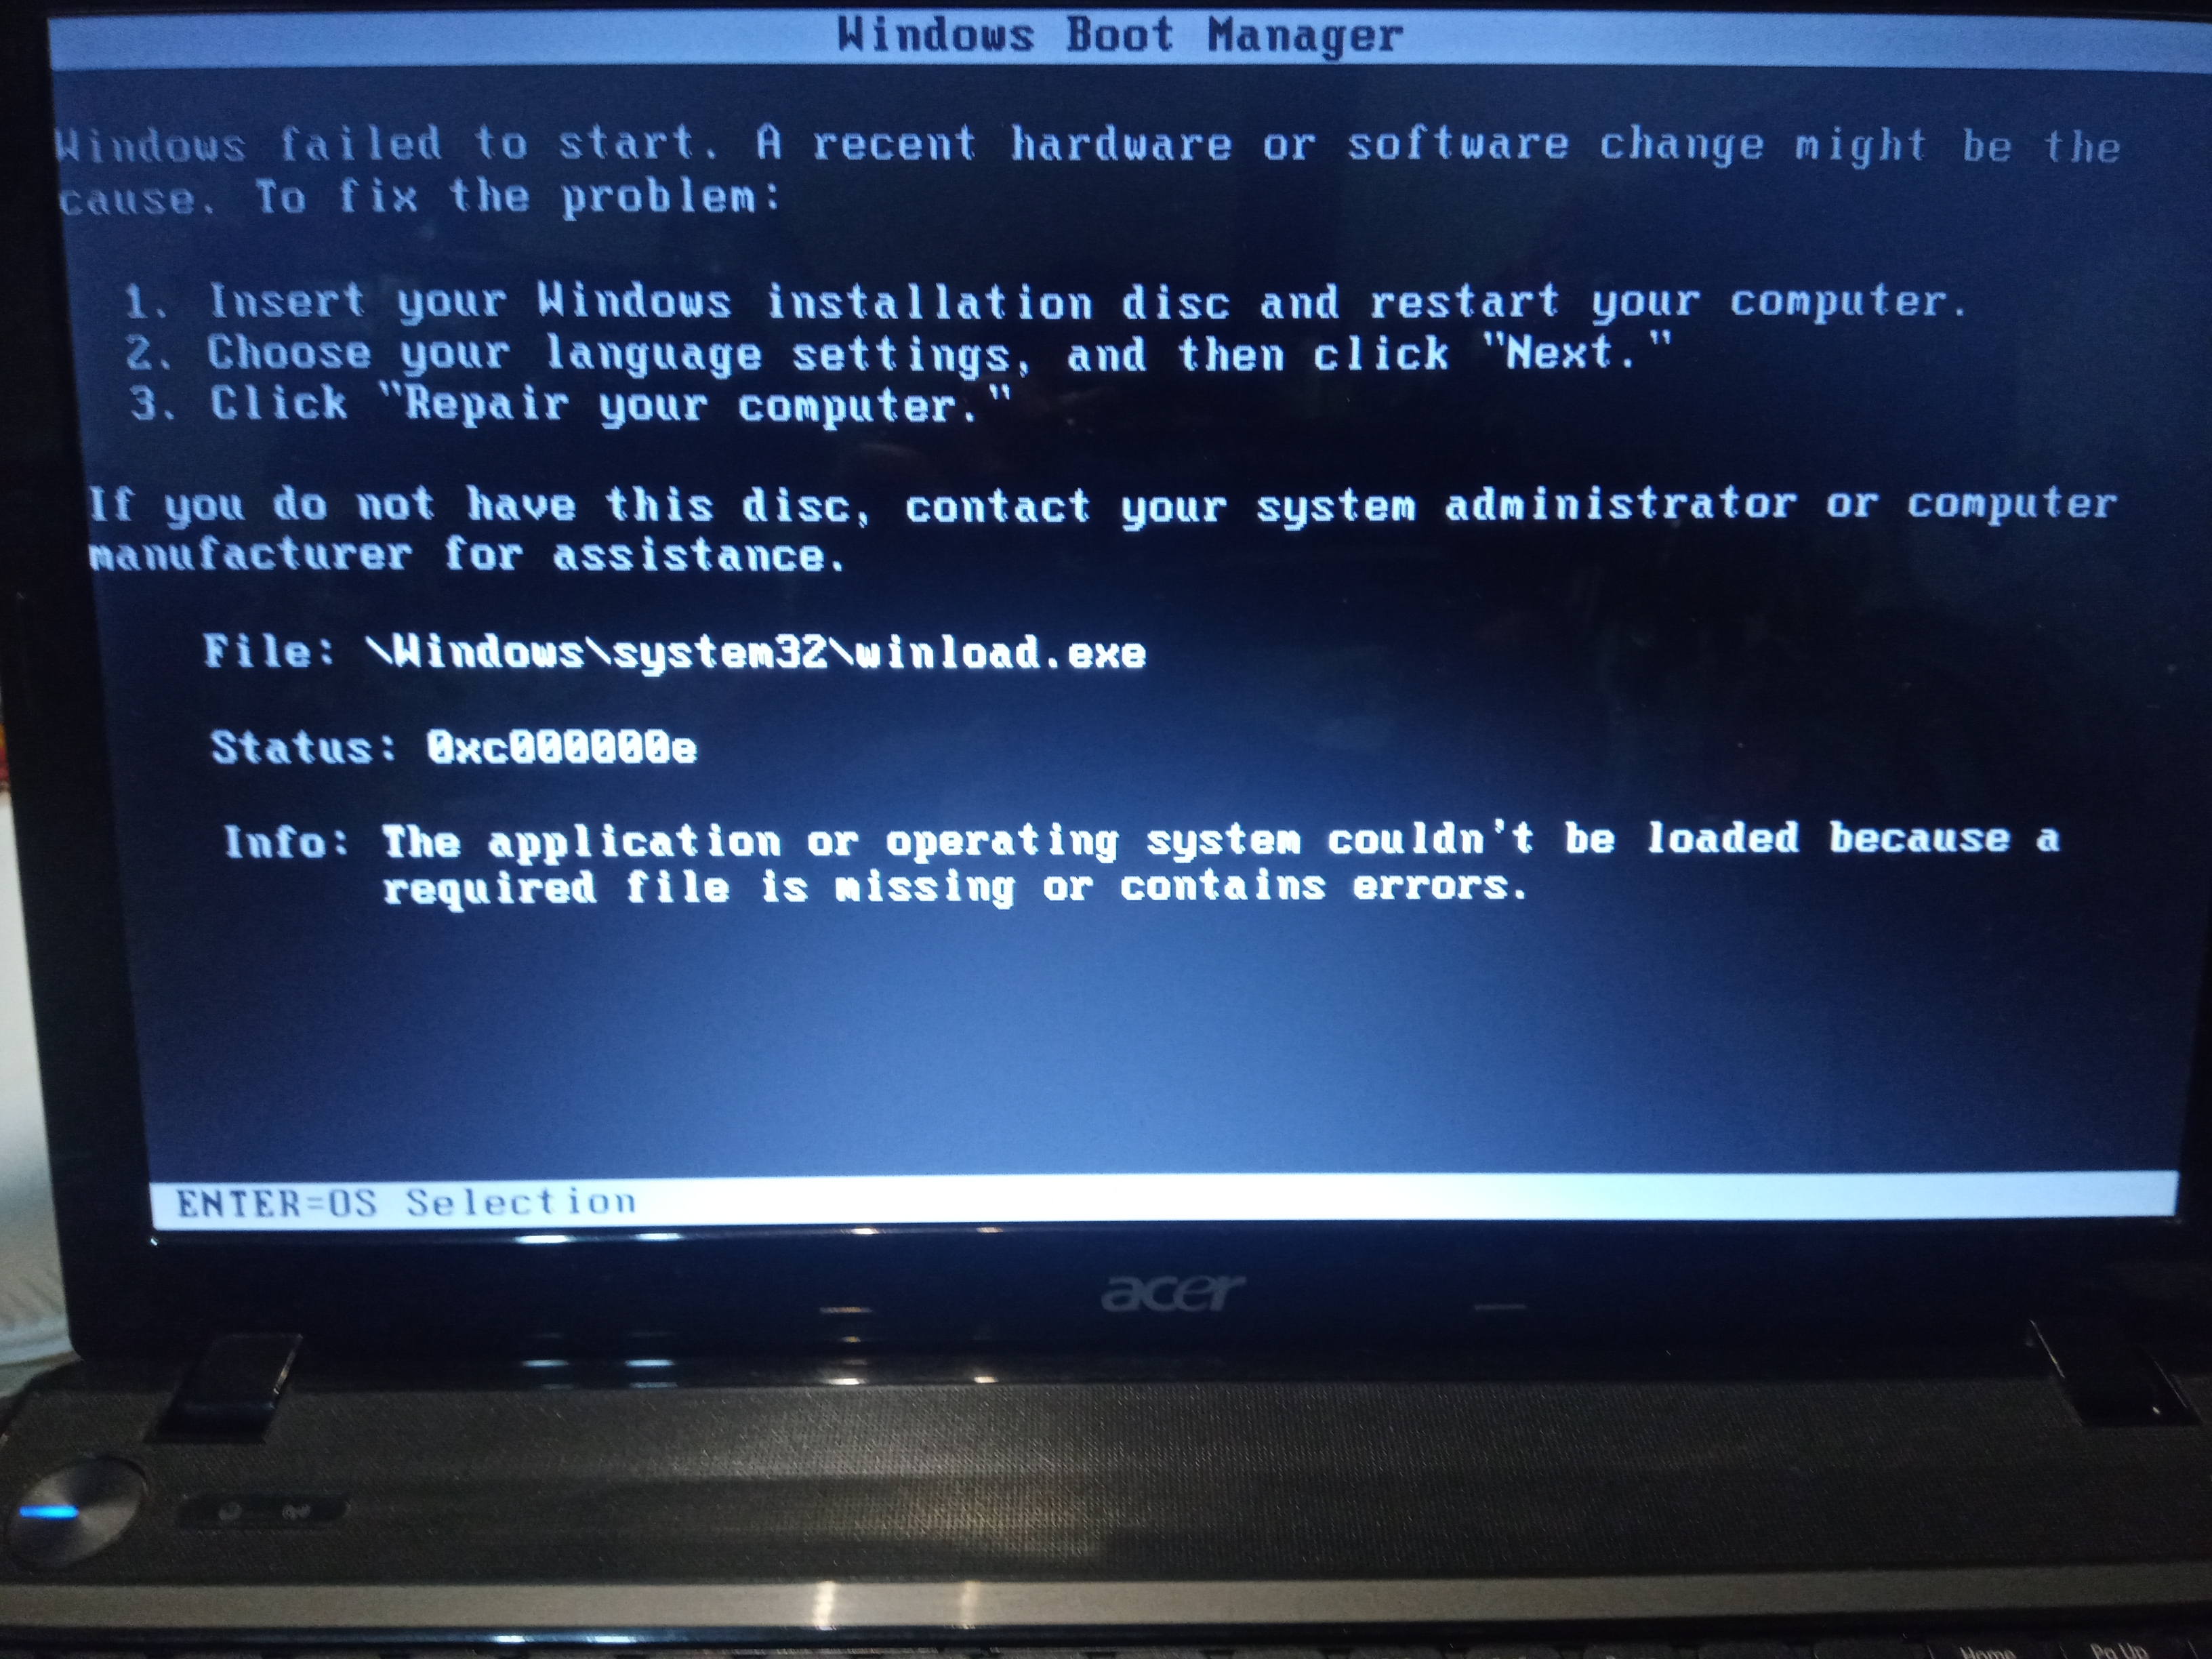 Windows Boot Manager
Windows failed to start. A recent hardware or software change might be the
cause. To fix the problem:
1. Insert your Windows installation disc and restart your computer.
2. Choose your language settings, and then click "Next."
3. Click "Repair your computer."
If you do not have this disc, contact your system administrator or computer
manufacturer for assistance.
File: \Windows\system32\winload.exe
Status: 0xc000000e
Info: The application or operating system couldn't be loaded because a
required file is missing or contains errors.
ENTER=OS Selection
acer
Home
Pg Up